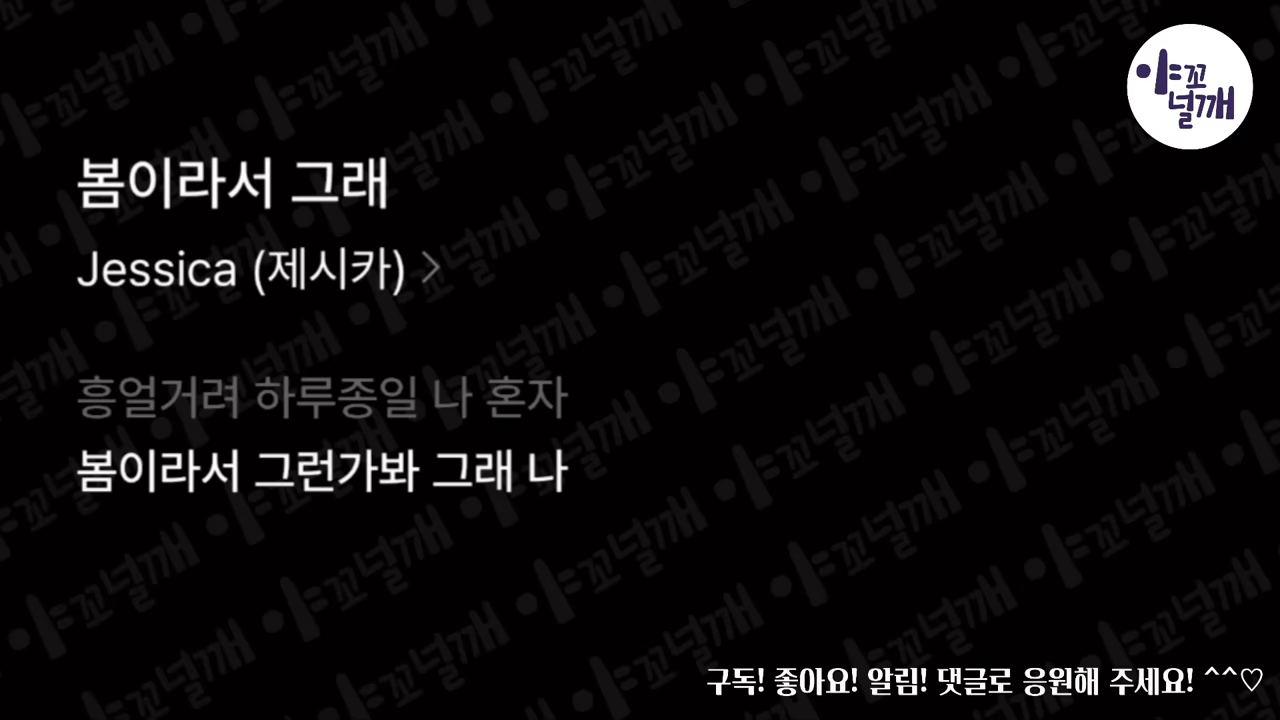 야꼬
널깨
봄이라서 그래
Jessica (제시카) >
흥얼거려 하루종일 나 혼자
봄이라서 그런가봐 그래 나
구독! 좋아요! 알림! 댓글로 응원해 주세요! ^^♡